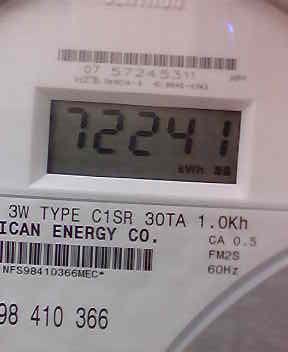 07 57245311
72241
kWh 88
3W TYPE C1SR 30TA 1.0Kh
ICAN ENERGY CO.
CA 0.5
FM2S
60Hz
NFS98410366MEC*
98 410 366